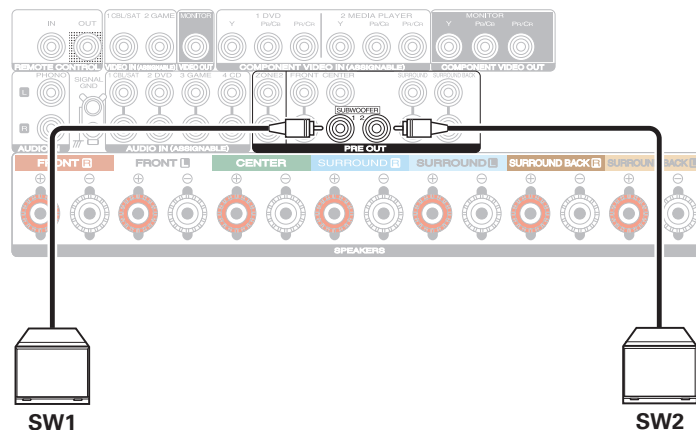 IN OUT 1 CBL/SAT 2 GAME MONITOR 1 DVD 2 MEDIA PLAYER MONITOR
Y PB/CB PR/CR Y PB/CB PR/CR Y PB/CB PR/CR
REMOTE CONTROL VIDEO IN (ASSIGNABLE) VIDEO OUT COMPONENT VIDEO IN (ASSIGNABLE) COMPONENT VIDEO OUT
PHONO SIGNAL GND 1 CBL/SAT 2 DVD 3 GAME 4 CD ZONE2 FRONT CENTER SURROUND SURROUND BACK
L
SUBWOOFER
R 1 2
AUDIO IN AUDIO IN (ASSIGNABLE) PRE OUT
FRONT R FRONT L CENTER SURROUND R SURROUND L SURROUND BACK R SURROUND BACK L
+ − + − + − + − + − + − + −
SPEAKERS
SW1 SW2